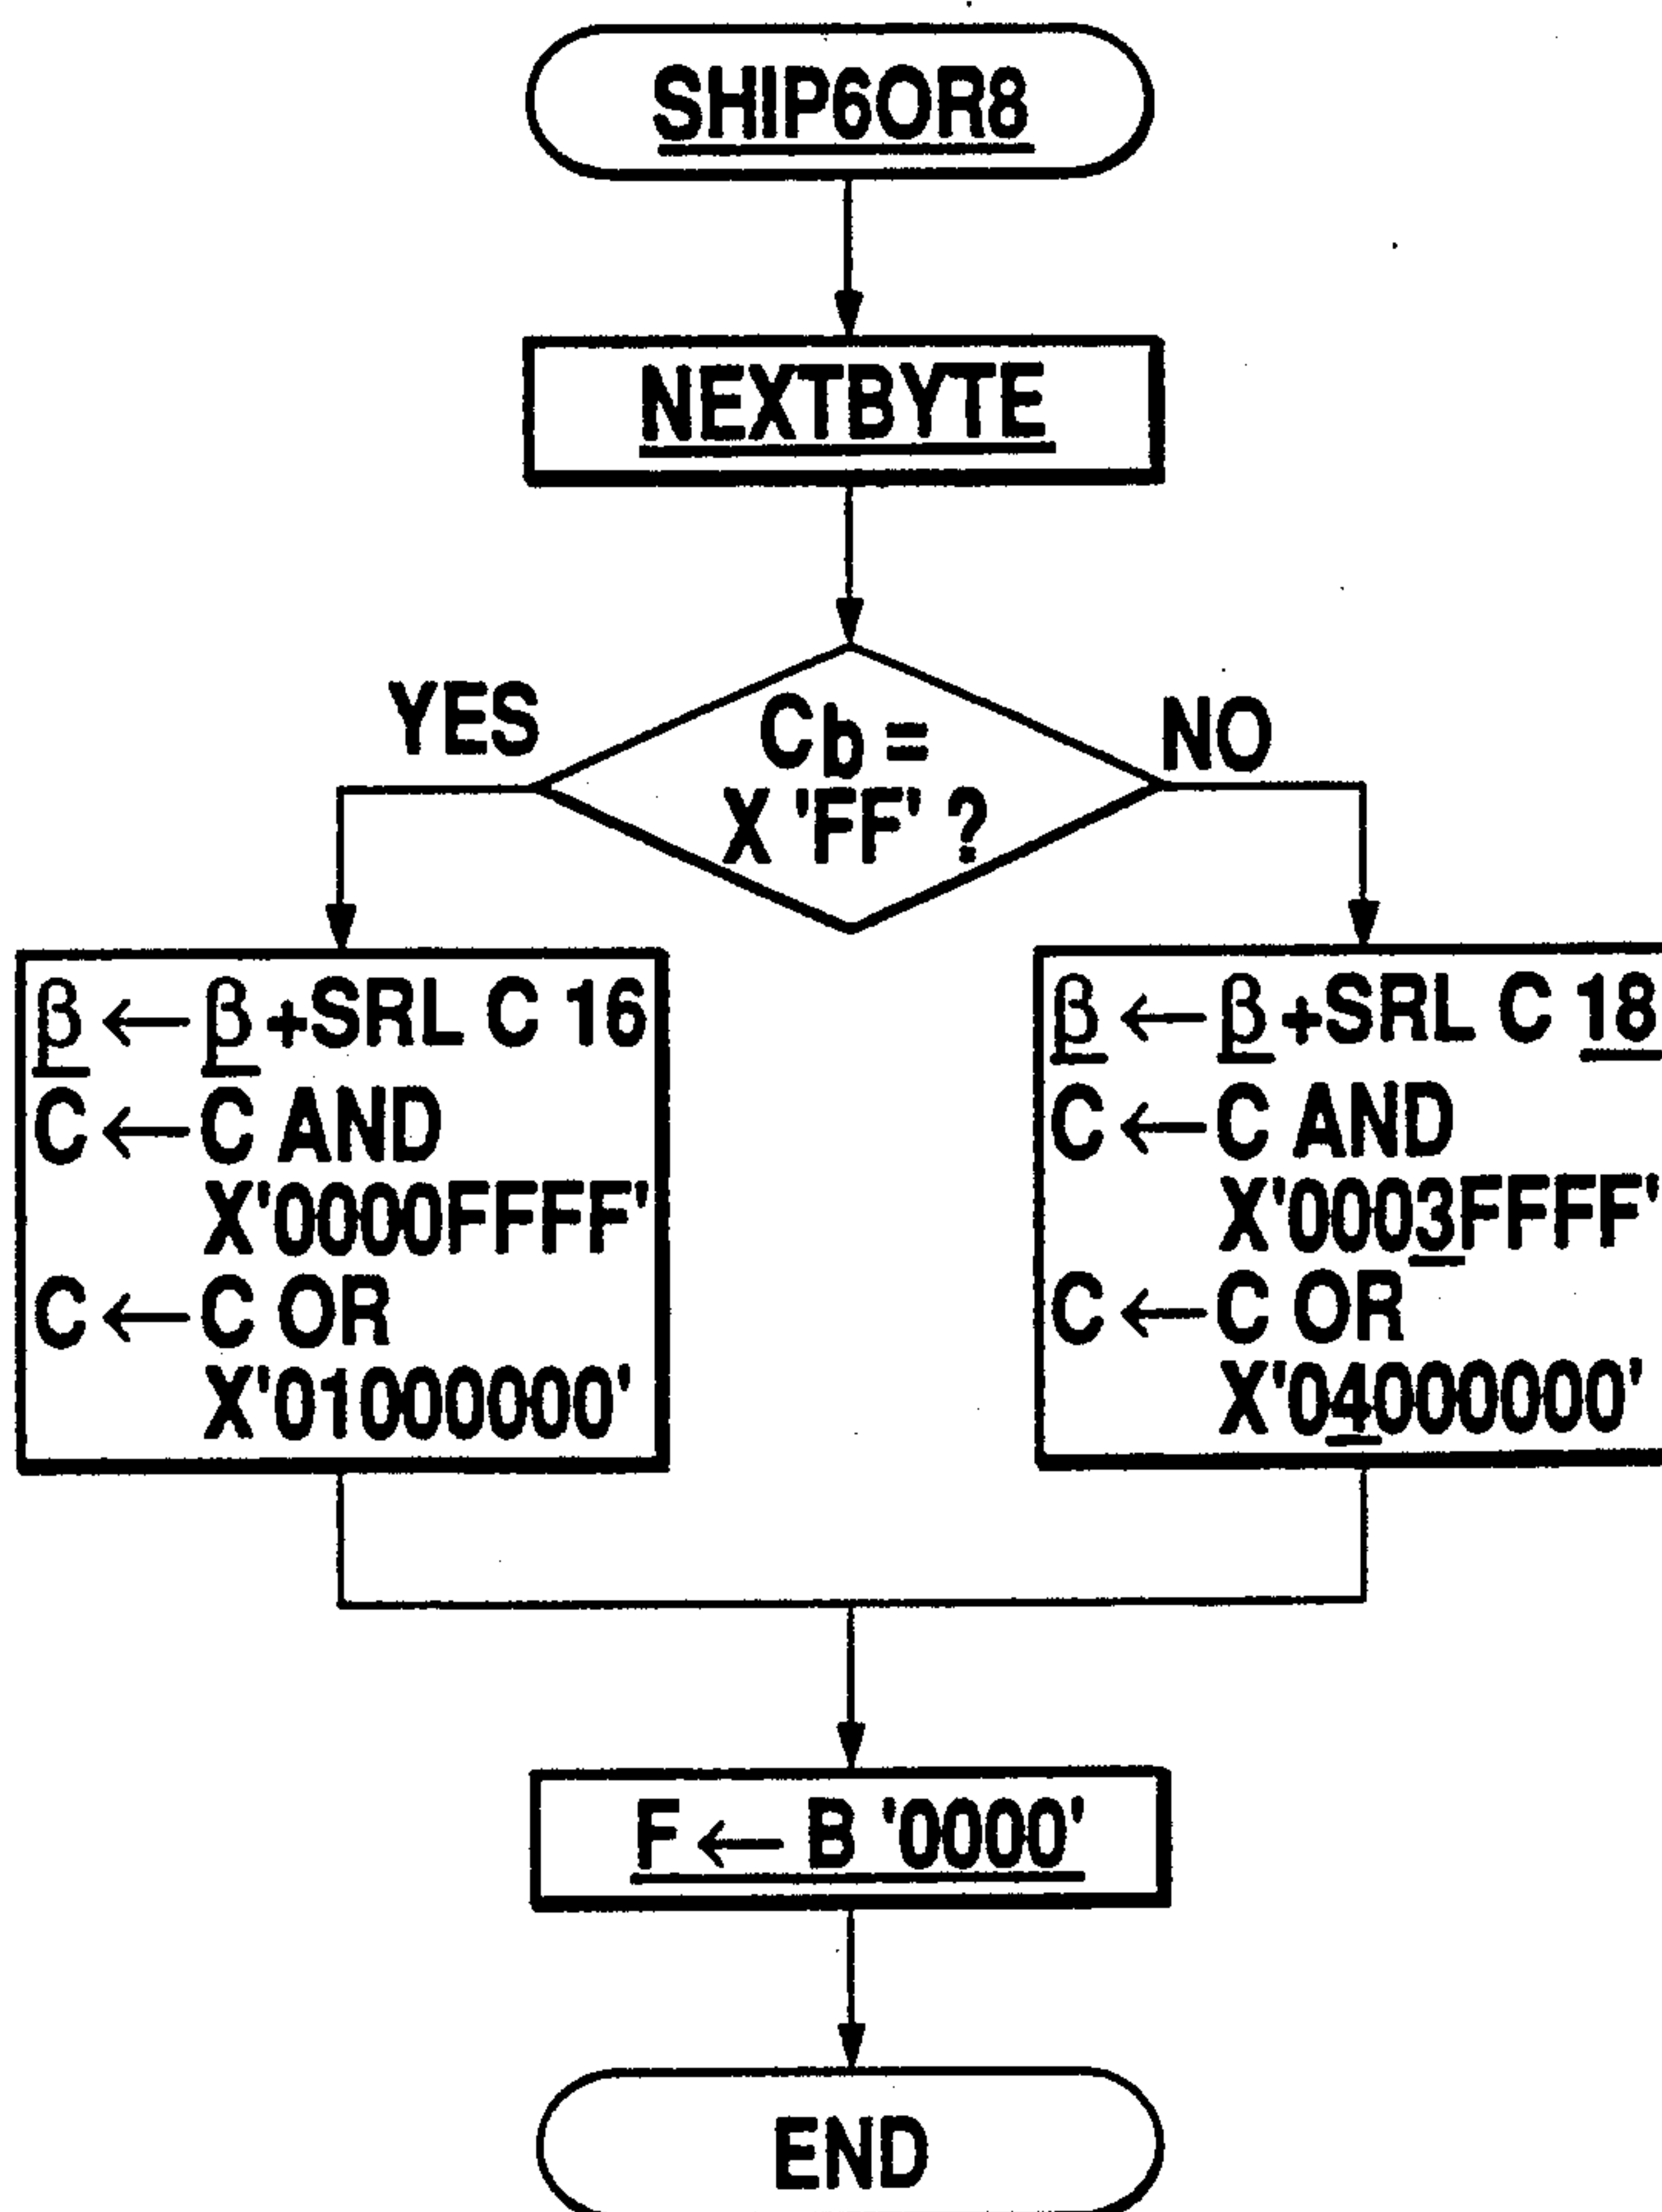 SHIP6OR8
NEXTBYTE
YES
Cb =
X 'FF' ?
NO
β ← β +SRL C 16
C ← C AND
X'0000FFFF'
C ← C OR
X'01000000'
β ← β +SRL C 18
C ← C AND
X'0003FFFF'
C ← C OR
X'04000000'
F ← B '0000'
END